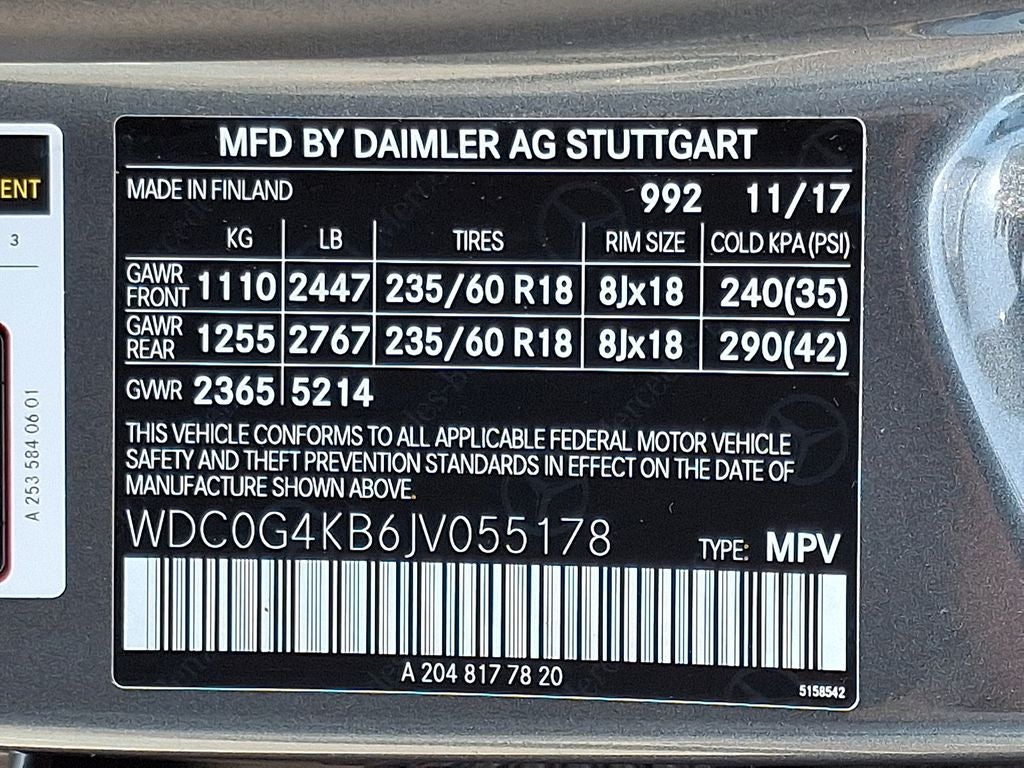 MFD BY DAIMLER AG STUTTGART
MADE IN FINLAND 992 11/17
KG LB TIRES RIM SIZE COLD KPA (PSI)
GAWR FRONT 1110 2447 235/60 R18 8Jx18 240(35)
GAWR REAR 1255 2767 235/60 R18 8Jx18 290(42)
GVWR 2365 5214
THIS VEHICLE CONFORMS TO ALL APPLICABLE FEDERAL MOTOR VEHICLE
SAFETY AND THEFT PREVENTION STANDARDS IN EFFECT ON THE DATE OF
MANUFACTURE SHOWN ABOVE.
WDC0G4KB6JV055178 TYPE: MPV
A 204 817 78 20
5158542
ENT
3
A 253 584 06 01